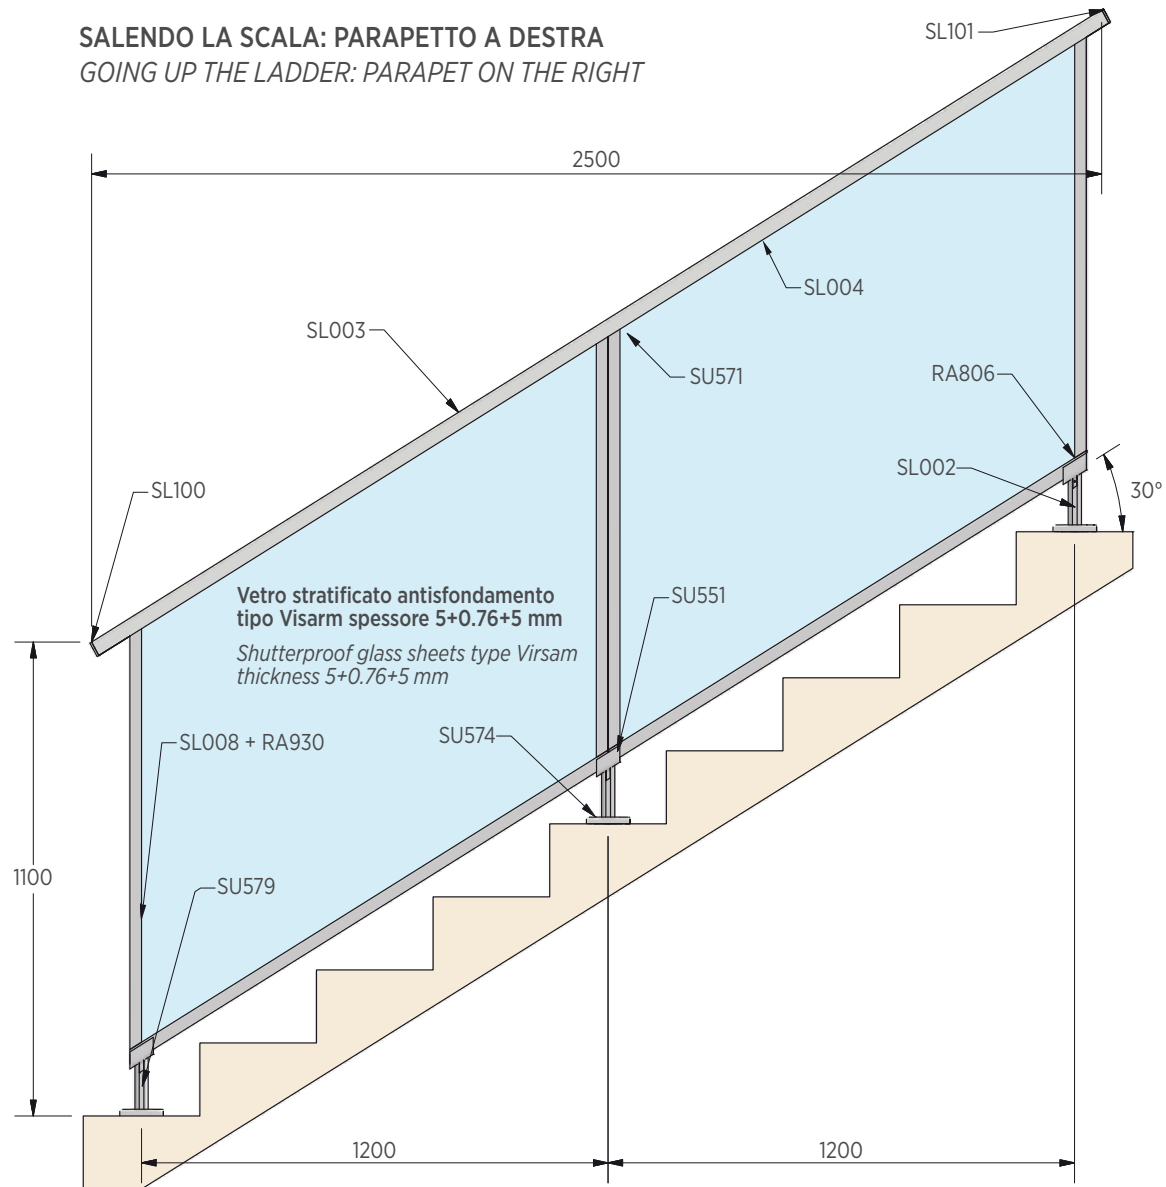 SALENDO LA SCALA: PARAPETTO A DESTRA
GOING UP THE LADDER: PARAPET ON THE RIGHT
SL101
2500
SL004
SL003
SU571
RA806
SL002
SL100
30°
Vetro stratificato antisfondamento
tipo Visarm spessore 5+0.76+5 mm
SU551
Shutterproof glass sheets type Virsam
thickness 5+0.76+5 mm
SU574
SL008 + RA930
1100
SU579
1200
1200